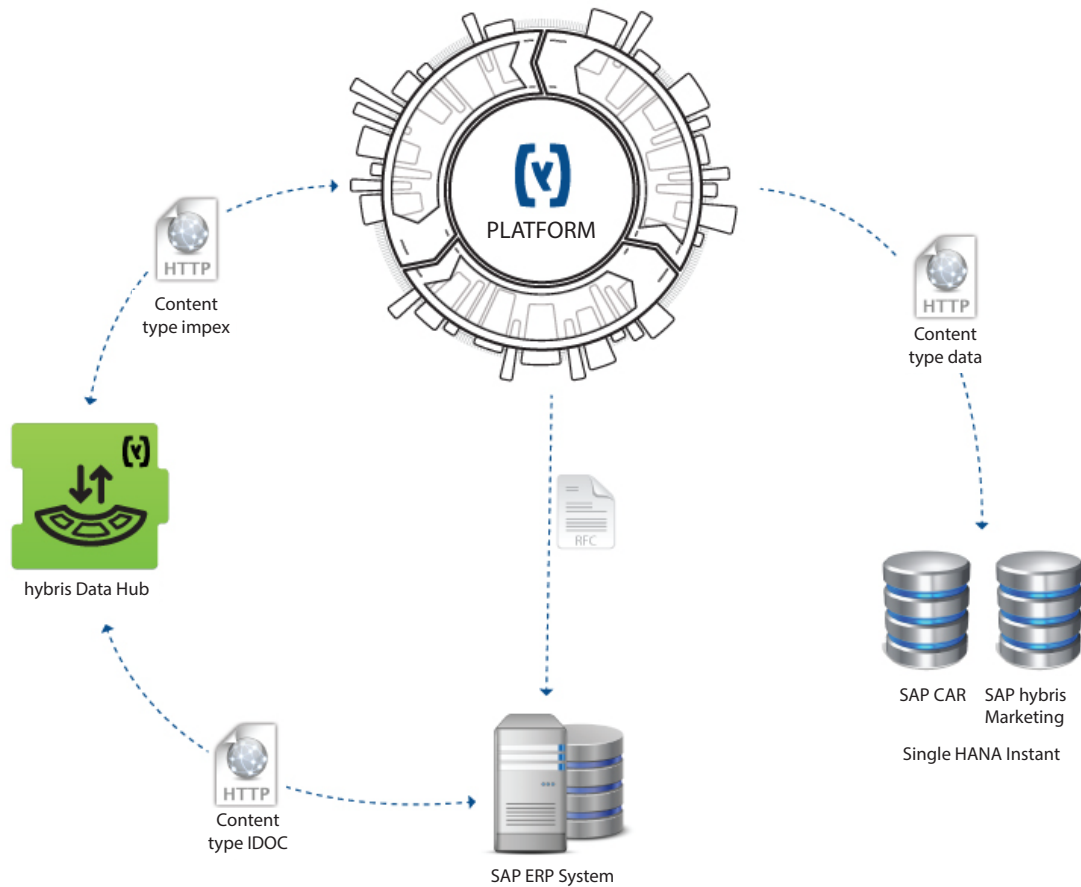 PLATFORM
HTTP
Content
type impex
HTTP
Content
type data
hybris Data Hub
RFC
SAP CAR
SAP hybris
Marketing
Single HANA Instant
HTTP
Content
type IDOC
SAP ERP System